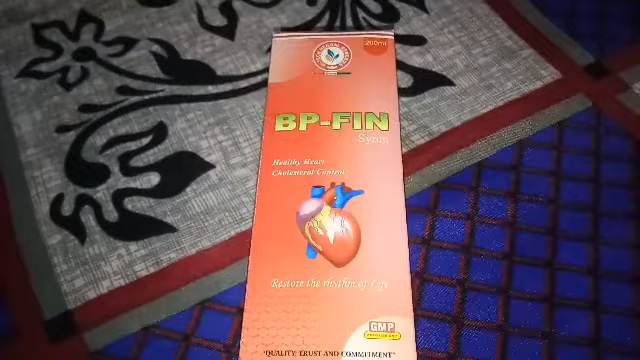 200ml
BP-FIN
Syrup
Healthy Heart
Cholesterol Control
Restore the rhythm of Life
GMP
"QUALITY, TRUST AND COMMITMENT"